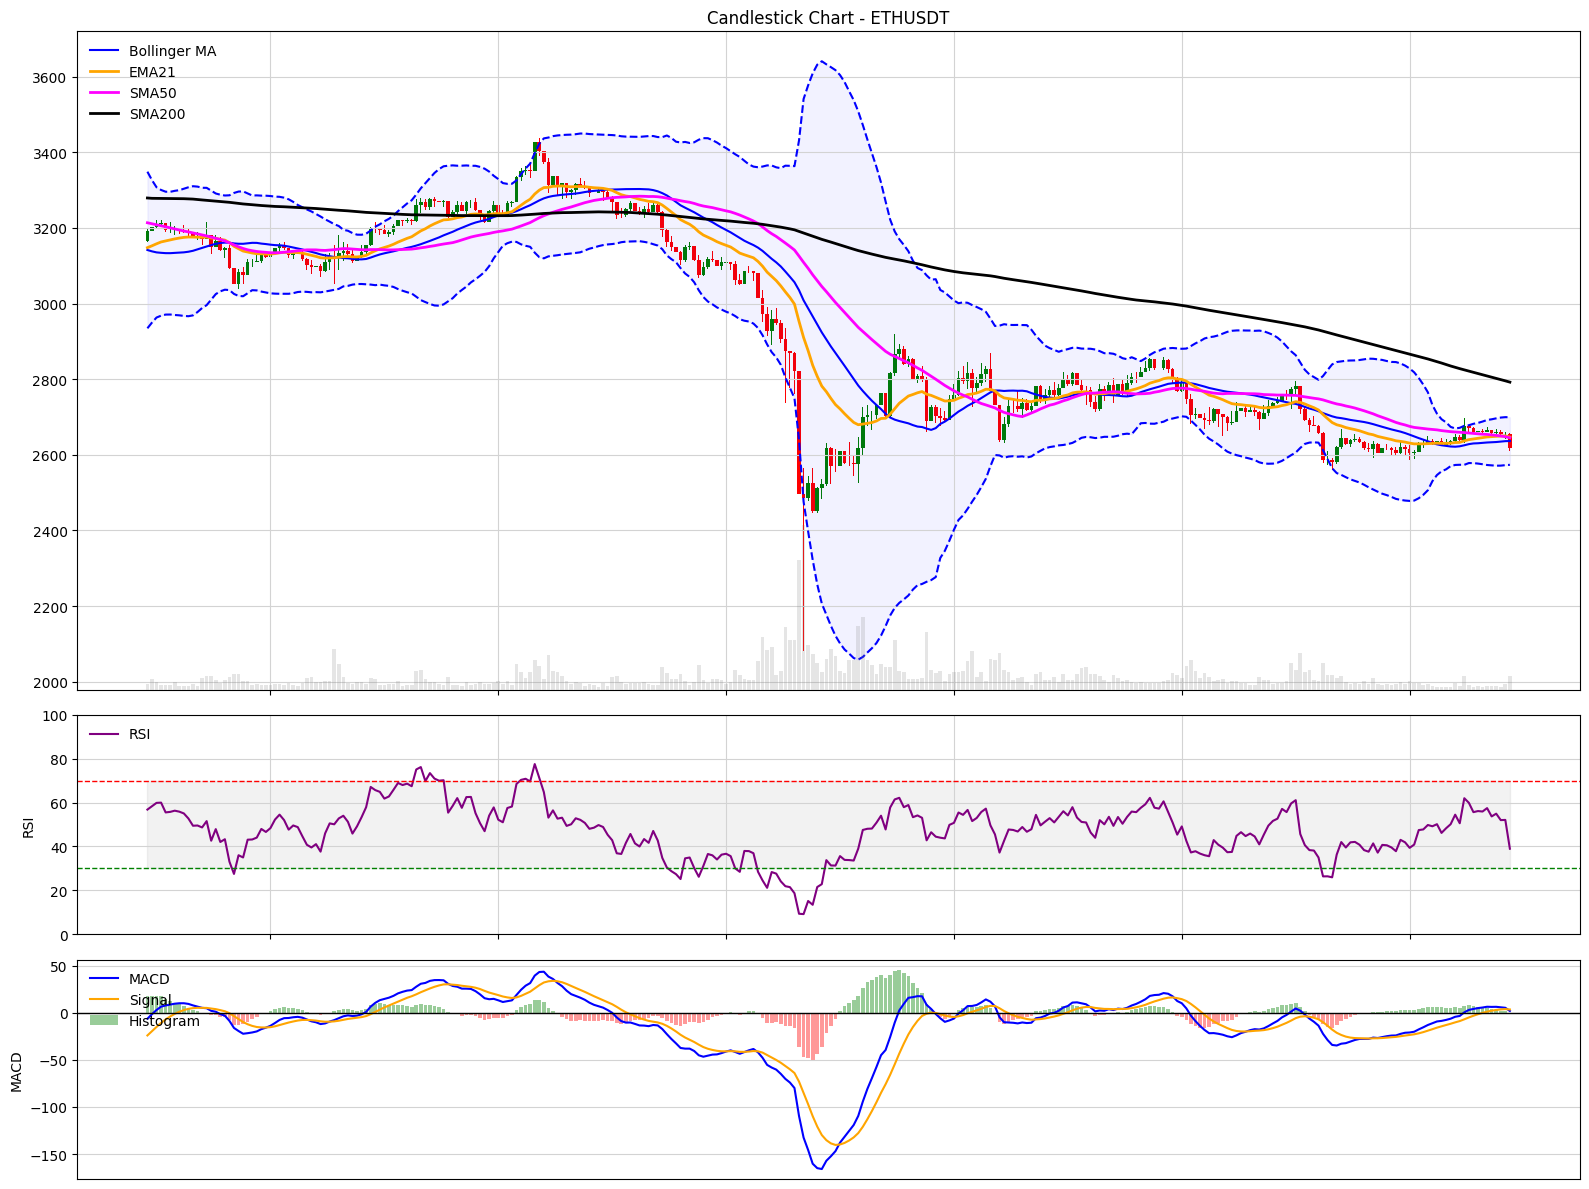 Candlestick Chart - ETHUSDT
Bollinger MA
EMA21
SMA50
SMA200
3600
3400
3200
3000
2800
2600
2400
2200
2000
RSI
100
80
60
40
20
0
RSI
MACD
Signal
Histogram
50
0
−50
−100
−150
MACD